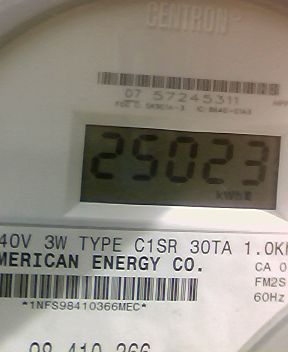 CENTRON
07 57245311
25023
kWh
40V 3W TYPE C1SR 30TA 1.0K
MERICAN ENERGY CO.
CA 0
FM2S
60Hz
*1NFS98410366MEC*
98 410 366